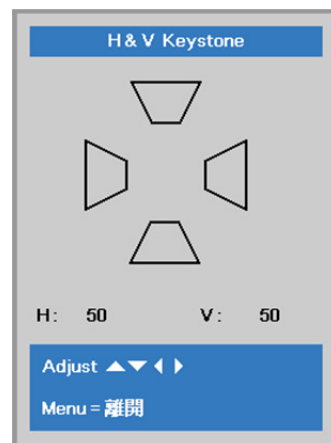 H & V Keystone
H: 50 V: 50
Adjust ▲▼◀▶
Menu = 離開